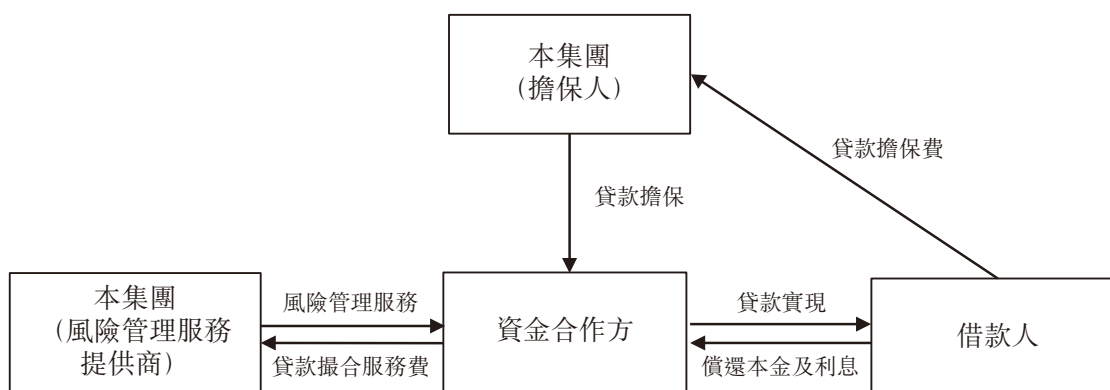 本集團
(擔保人)
貸款擔保費
貸款擔保
本集團
(風險管理服務
提供商)
風險管理服務
貸款撮合服務費
資金合作方
貸款實現
償還本金及利息
借款人